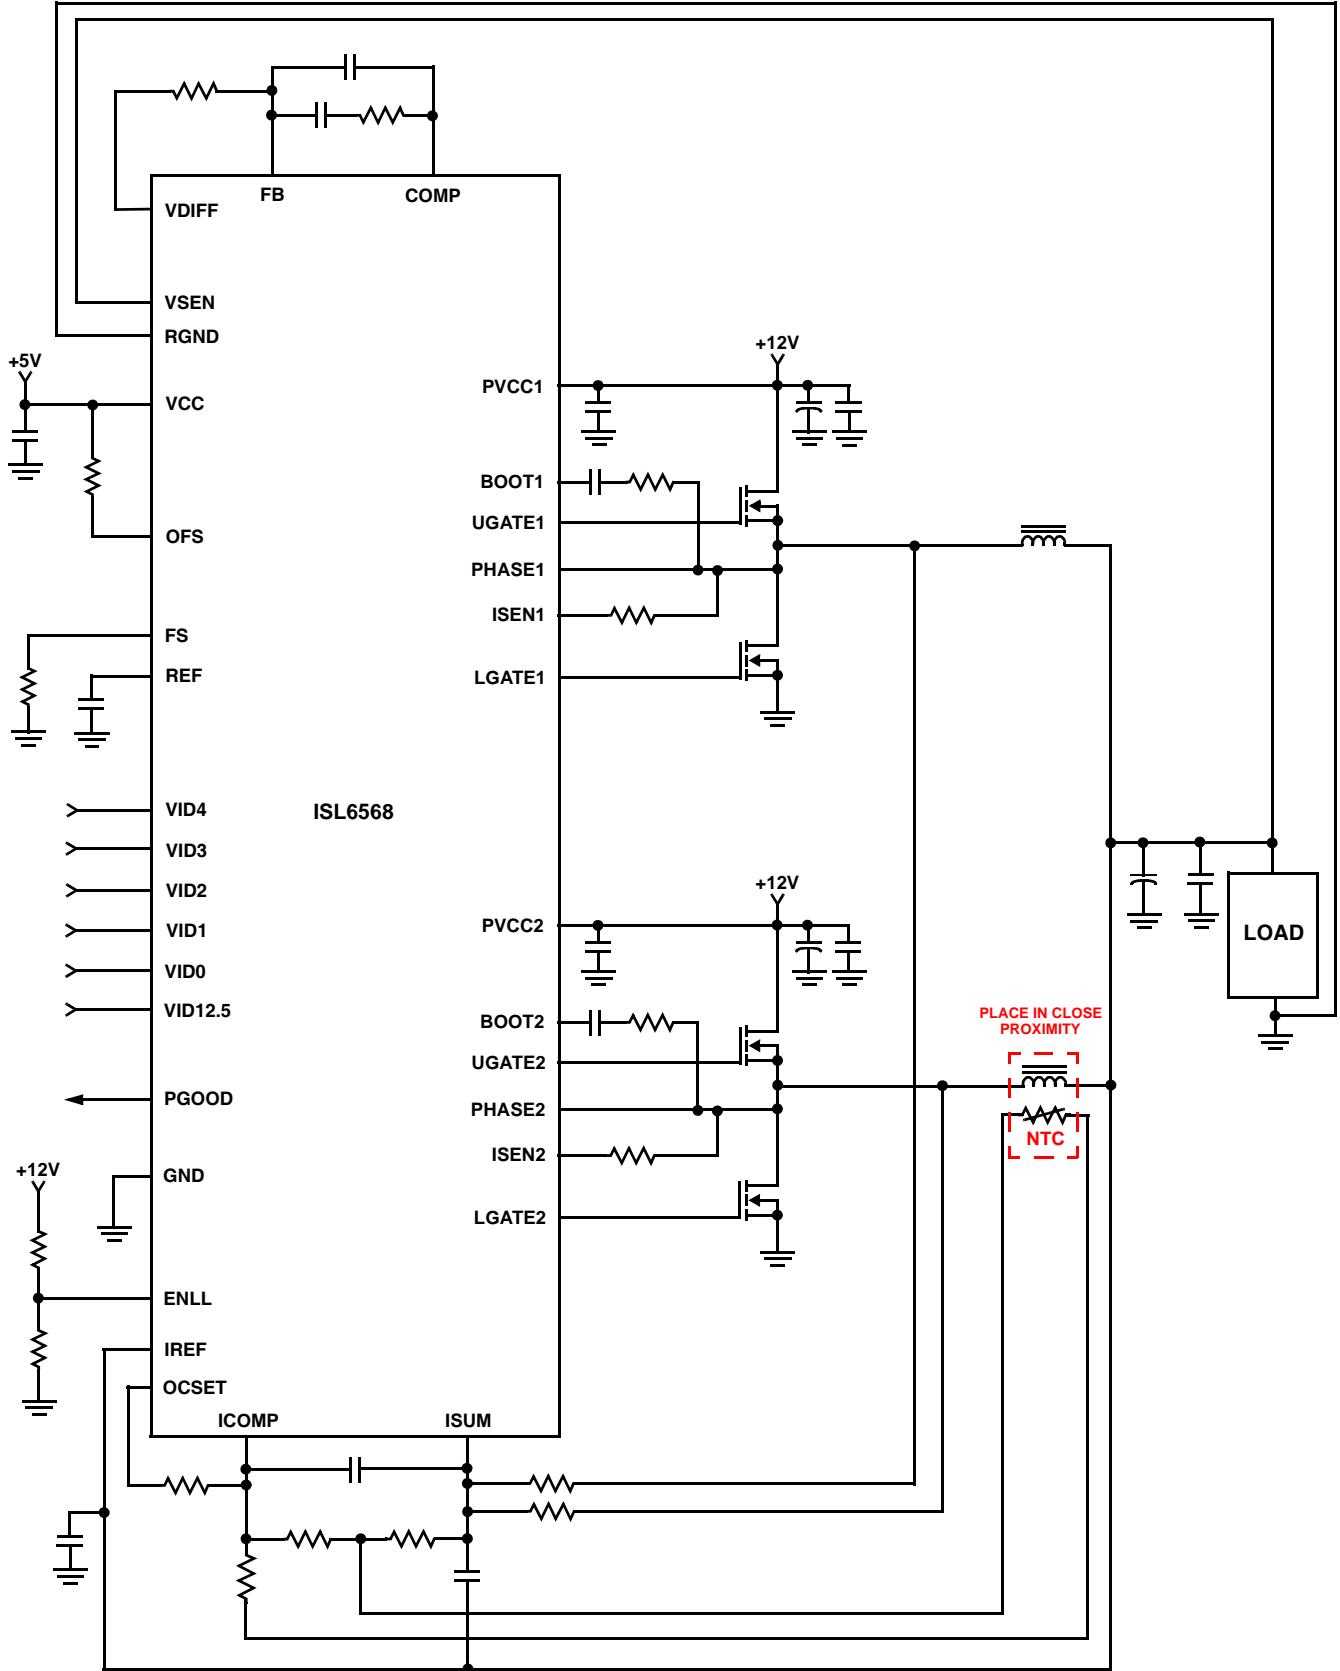 FB
COMP
VDIFF
VSEN
RGND
+5V
VCC
OFS
FS
REF
VID4
VID3
VID2
VID1
VID0
VID12.5
PGOOD
+12V
GND
ENLL
IREF
OCSET
ICOMP
ISUM
ISL6568
+12V
PVCC1
BOOT1
UGATE1
PHASE1
ISEN1
LGATE1
+12V
PVCC2
BOOT2
UGATE2
PHASE2
ISEN2
LGATE2
LOAD
PLACE IN CLOSE
PROXIMITY
NTC